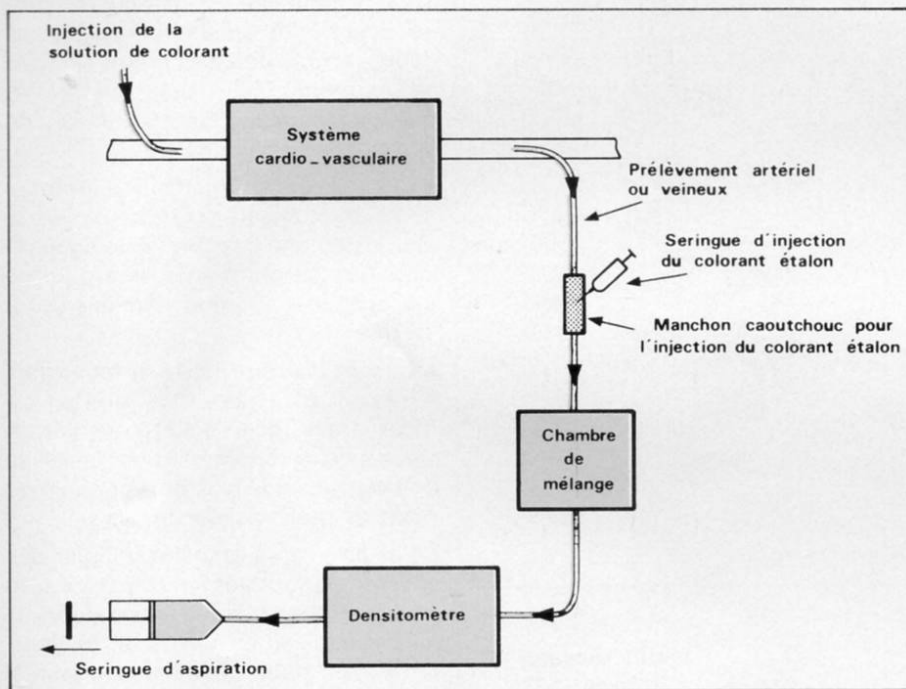 Injection de la
solution de colorant
Système
cardio_vasculaire
Prélèvement artériel
ou veineux
Seringue d'injection
du colorant étalon
Manchon caoutchouc pour
l'injection du colorant étalon
Chambre
de
mélange
Densitomètre
Seringue d'aspiration